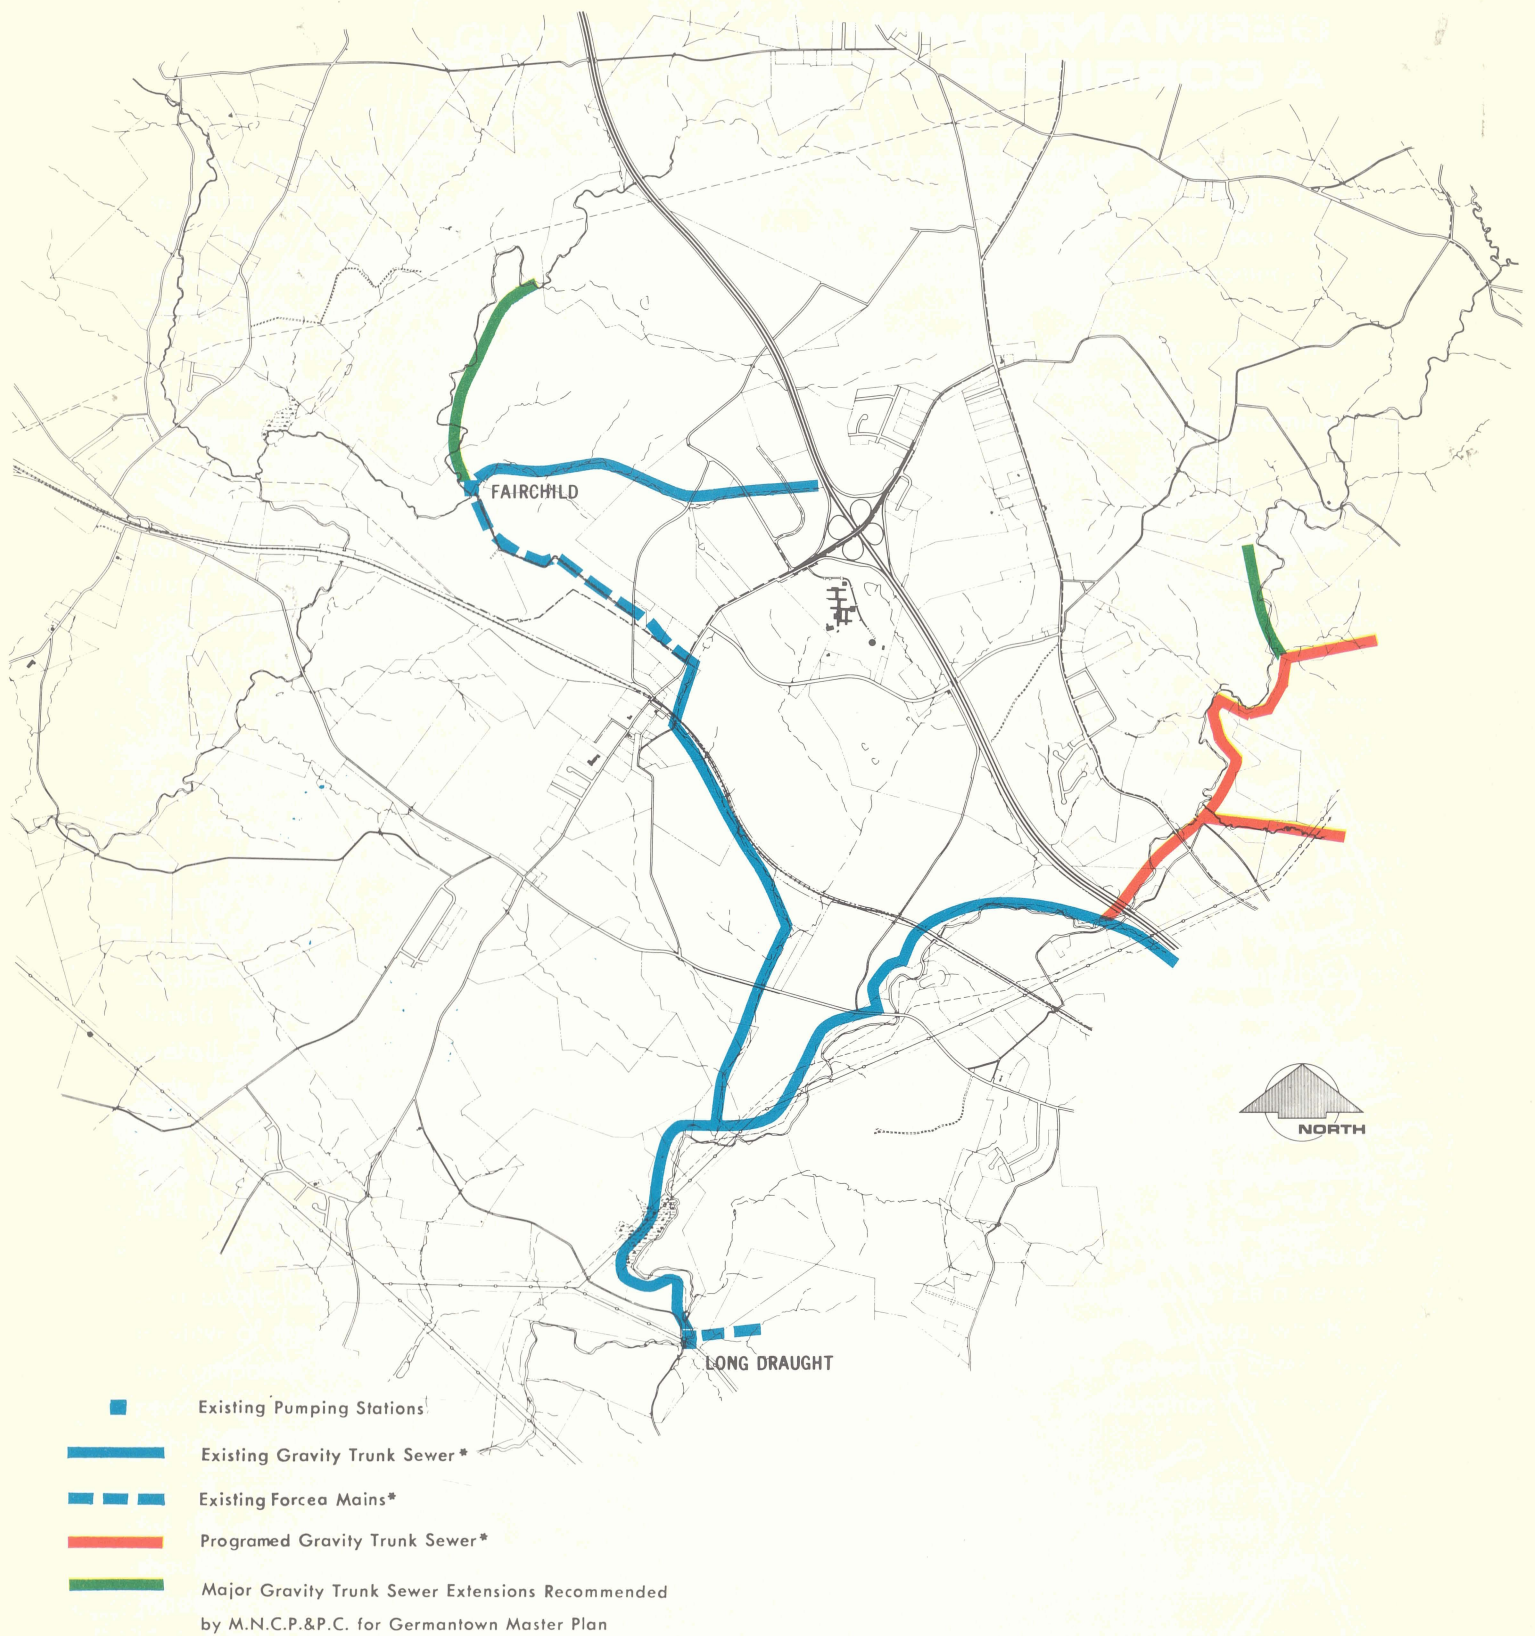 FAIRCHILD
NORTH
LONG DRAUGHT
Existing Pumping Stations
Existing Gravity Trunk Sewer*
Existing Forcea Mains*
Programed Gravity Trunk Sewer*
Major Gravity Trunk Sewer Extensions Recommended
by M.N.C.P.&P.C. for Germantown Master Plan